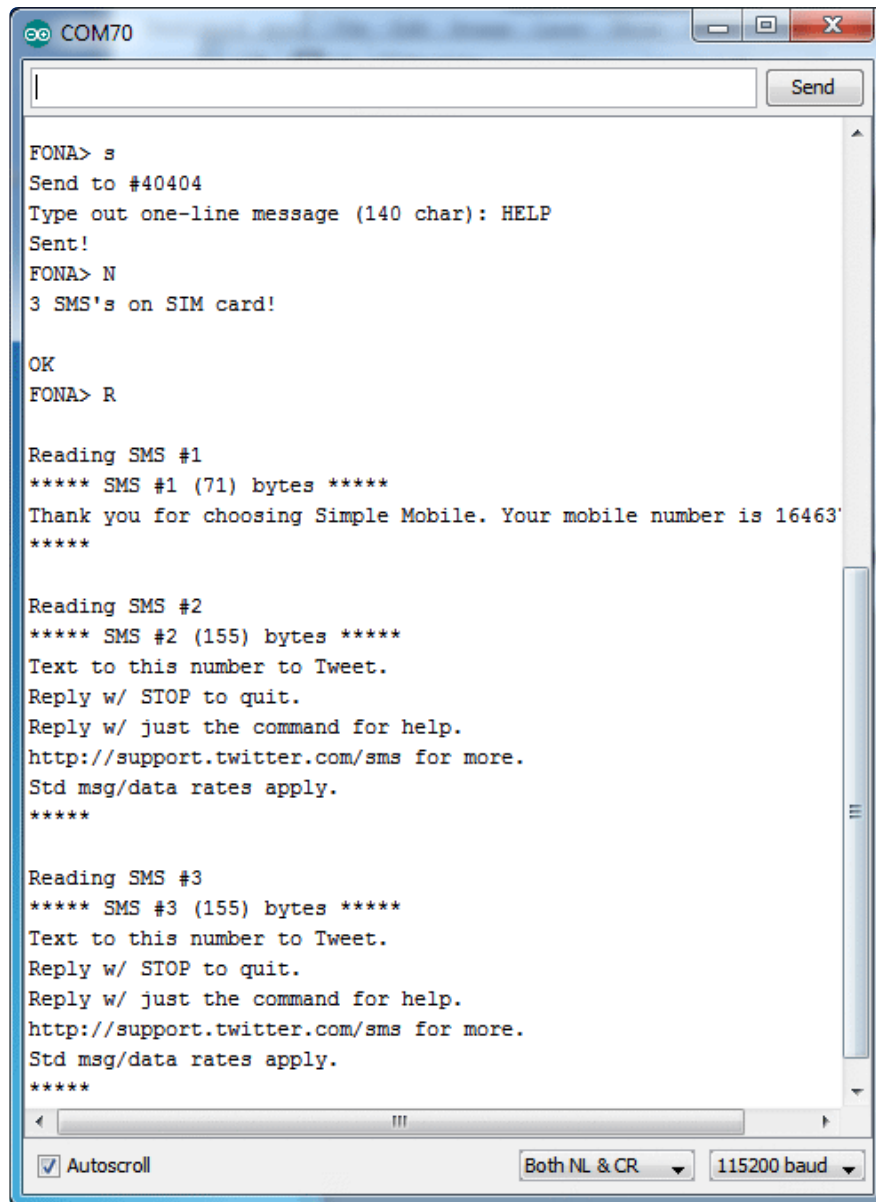 COM70
Send
FONA> s
Send to #40404
Type out one-line message (140 char): HELP
Sent!
FONA> N
3 SMS's on SIM card!
OK
FONA> R
Reading SMS #1
***** SMS #1 (71) bytes *****
Thank you for choosing Simple Mobile. Your mobile number is 16463
*****
Reading SMS #2
***** SMS #2 (155) bytes *****
Text to this number to Tweet.
Reply w/ STOP to quit.
Reply w/ just the command for help.
http://support.twitter.com/sms for more.
Std msg/data rates apply.
*****
Reading SMS #3
***** SMS #3 (155) bytes *****
Text to this number to Tweet.
Reply w/ STOP to quit.
Reply w/ just the command for help.
http://support.twitter.com/sms for more.
Std msg/data rates apply.
*****
Autoscroll
Both NL & CR
115200 baud